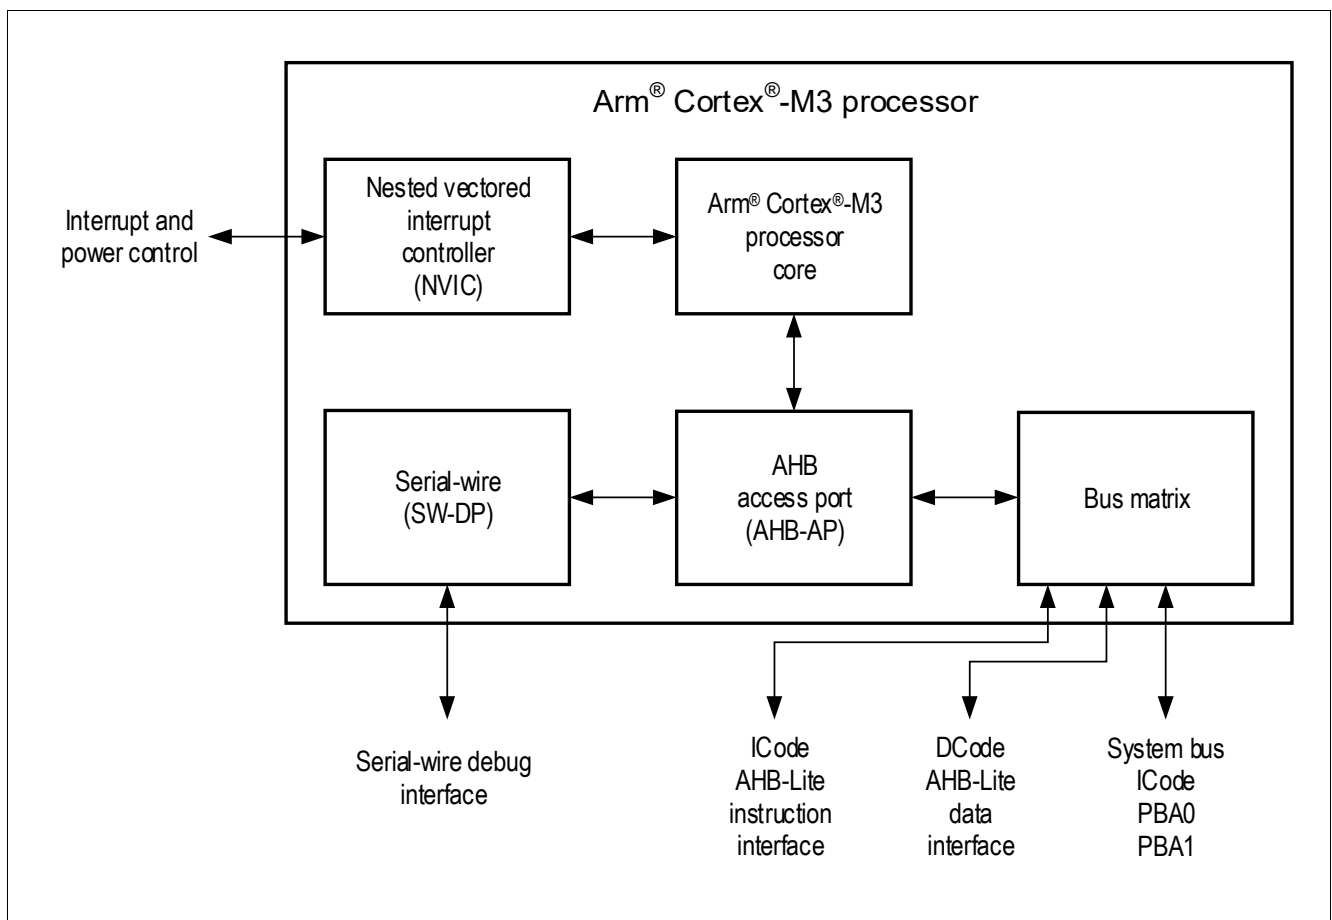 Arm® Cortex®-M3 processor
Nested vectored
interrupt
controller
(NVIC)
Arm® Cortex®-M3
processor
core
Interrupt and
power control
Serial-wire
(SW-DP)
AHB
access port
(AHB-AP)
Bus matrix
Serial-wire debug
interface
ICode
AHB-Lite
instruction
interface
DCode
AHB-Lite
data
interface
System bus
ICode
PBA0
PBA1